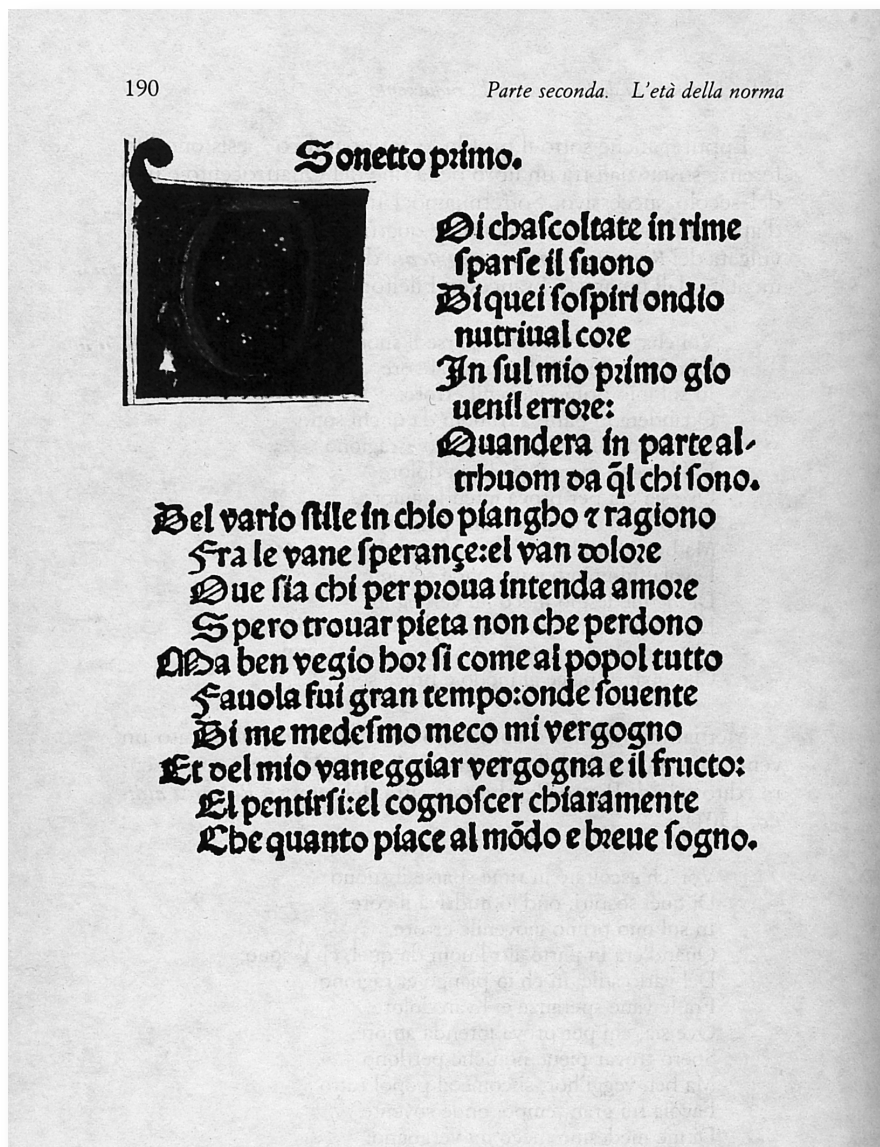 190
Parte seconda. L'età della norma
Sonetto primo.
Oi chaſcoltate in rime
ſparſe il ſuono
Di quei ſoſpiri ondio
nutriual core
In ſul mio primo gio
uenil errore:
Quandera in parte al-
trhuom da q̄l chi ſono.
Del vario ſtile in chio piangho ⁊ ragiono
Fra le vane ſperançe:el van dolore
Oue ſia chi per proua intenda amore
Spero trouar pieta non che perdono
Ma ben vegio hor ſi come al popol tutto
Fauola fui gran tempo:onde ſouente
Di me medeſmo meco mi vergogno
Et del mio vaneggiar vergogna e il fructo:
El pentirſi:el cognoſcer chiaramente
Che quanto piace al mōdo e breue ſogno.